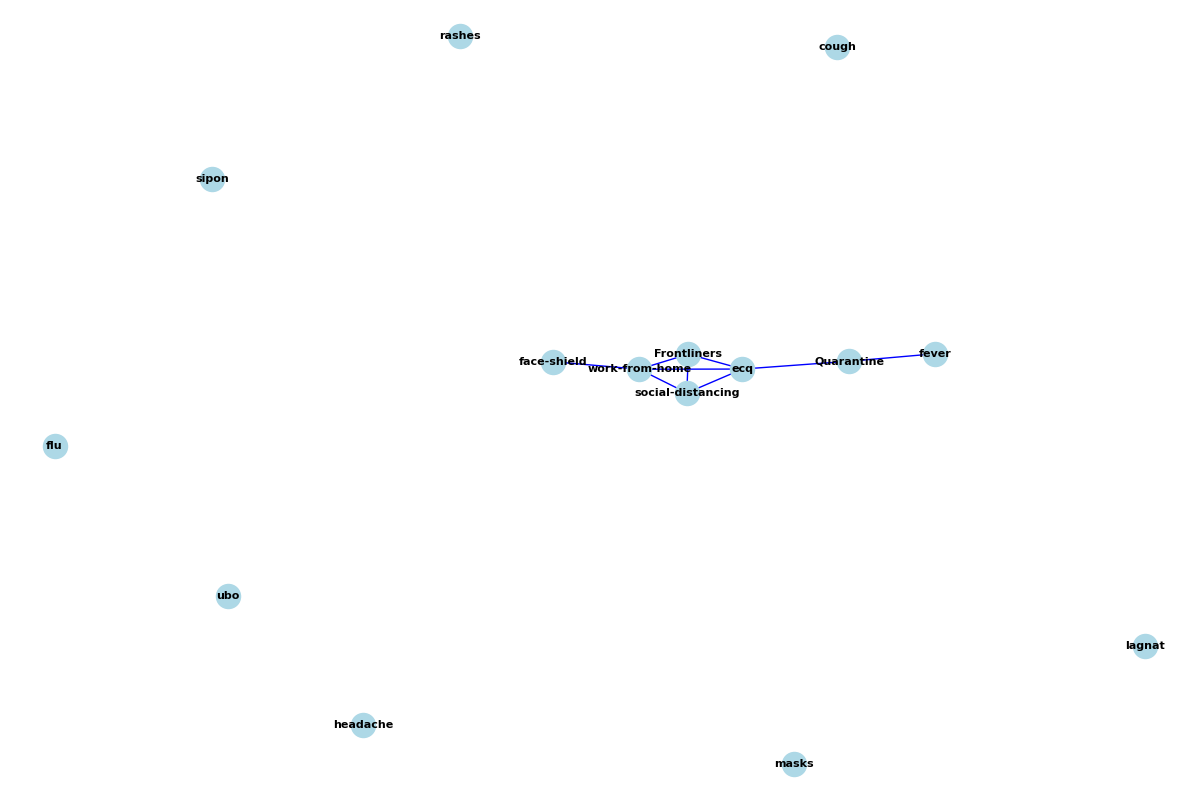 rashes
cough
sipon
Frontliners
face-shield
work-from-home
ecq
Quarantine
fever
social-distancing
flu
ubo
lagnat
headache
masks